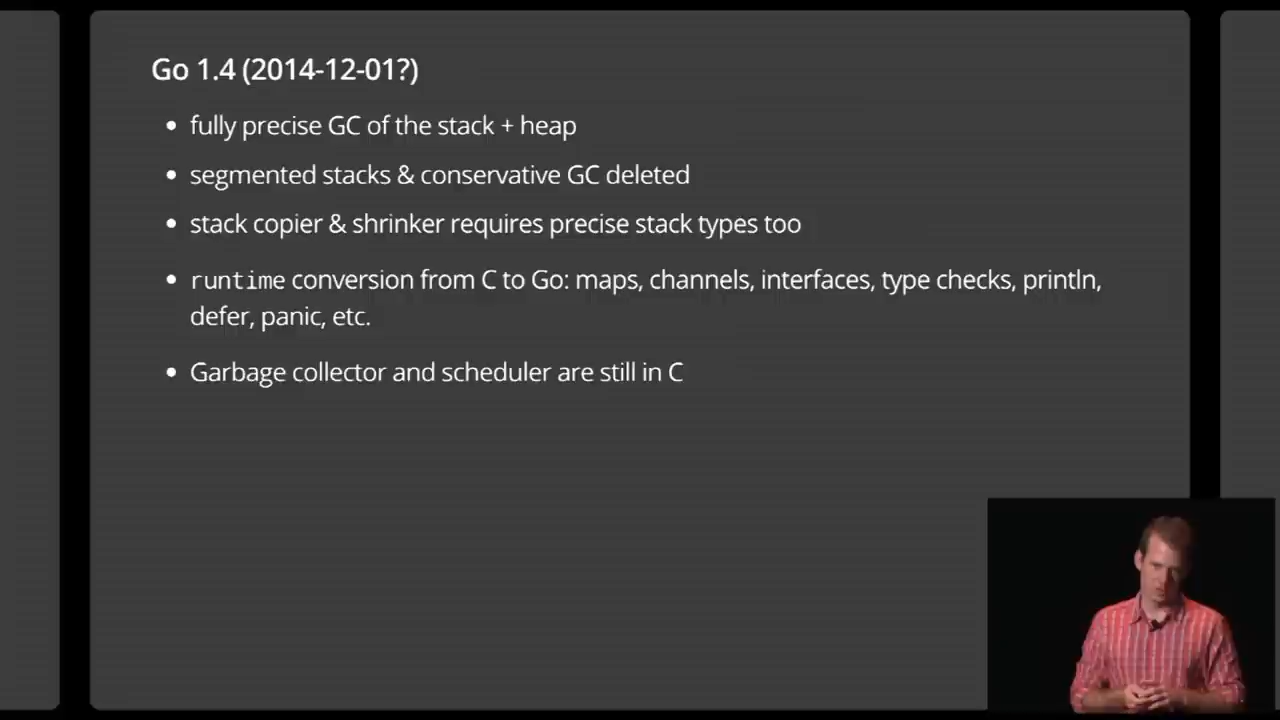 Go 1.4 (2014-12-01?)
• fully precise GC of the stack + heap
• segmented stacks & conservative GC deleted
• stack copier & shrinker requires precise stack types too
• runtime conversion from C to Go: maps, channels, interfaces, type checks, println,
defer, panic, etc.
• Garbage collector and scheduler are still in C